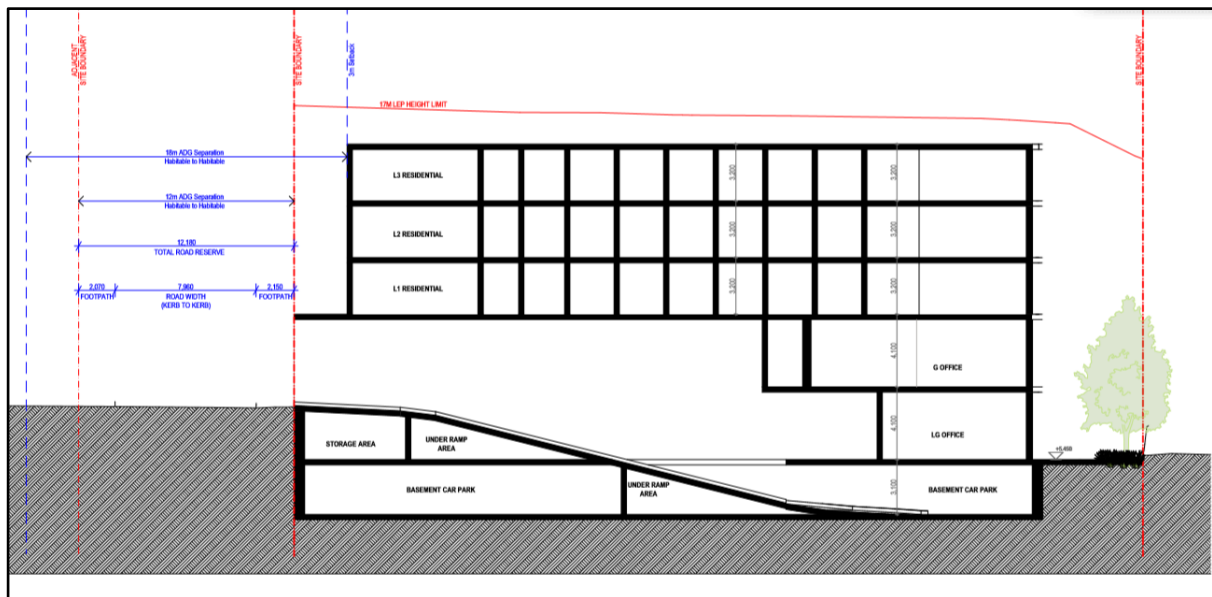 ADJACENT
SITE BOUNDARY
SITE BOUNDARY
3m Setback
SITE BOUNDARY
17M LEP HEIGHT LIMIT
18m ADG Separation
Habitable to Habitable
12m ADG Separation
Habitable to Habitable
12,180
TOTAL ROAD RESERVE
2,070
FOOTPATH
7,960
ROAD WIDTH
(KERB TO KERB)
2,150
FOOTPATH
L3 RESIDENTIAL
3,200
3,200
L2 RESIDENTIAL
3,200
3,200
L1 RESIDENTIAL
3,200
3,200
4,100
G OFFICE
4,100
LG OFFICE
STORAGE AREA
UNDER RAMP
AREA
BASEMENT CAR PARK
UNDER RAMP
AREA
3,100
BASEMENT CAR PARK